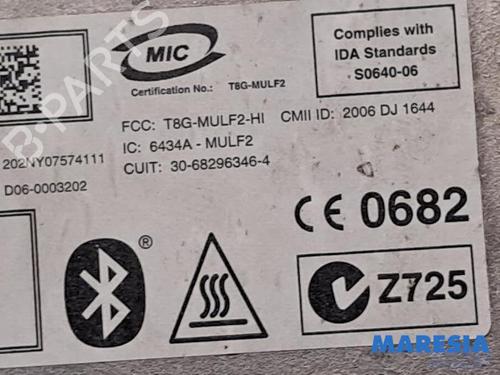 MIC
Certification No.: T8G-MULF2
Complies with
IDA Standards
S0640-06
FCC: T8G-MULF2-HI CMII ID: 2006 DJ 1644
IC: 6434A - MULF2
CUIT: 30-68296346-4
202NY07574111
D06-0003202
CE 0682
®
Z725
B-PARTS
MARESIA